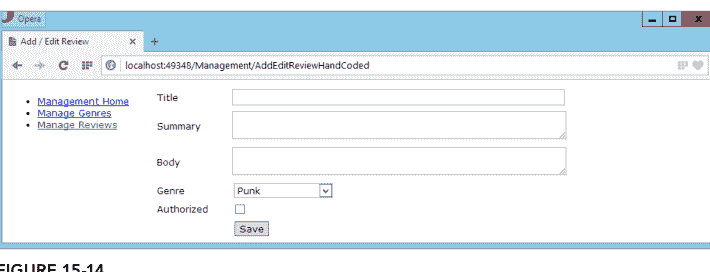 Opera
Add / Edit Review
localhost:49348/Management/AddEditReviewHandCoded
Management Home
Manage Genres
Manage Reviews
Title
Summary
Body
Genre Punk
Authorized
Save
FIGURE 15-14